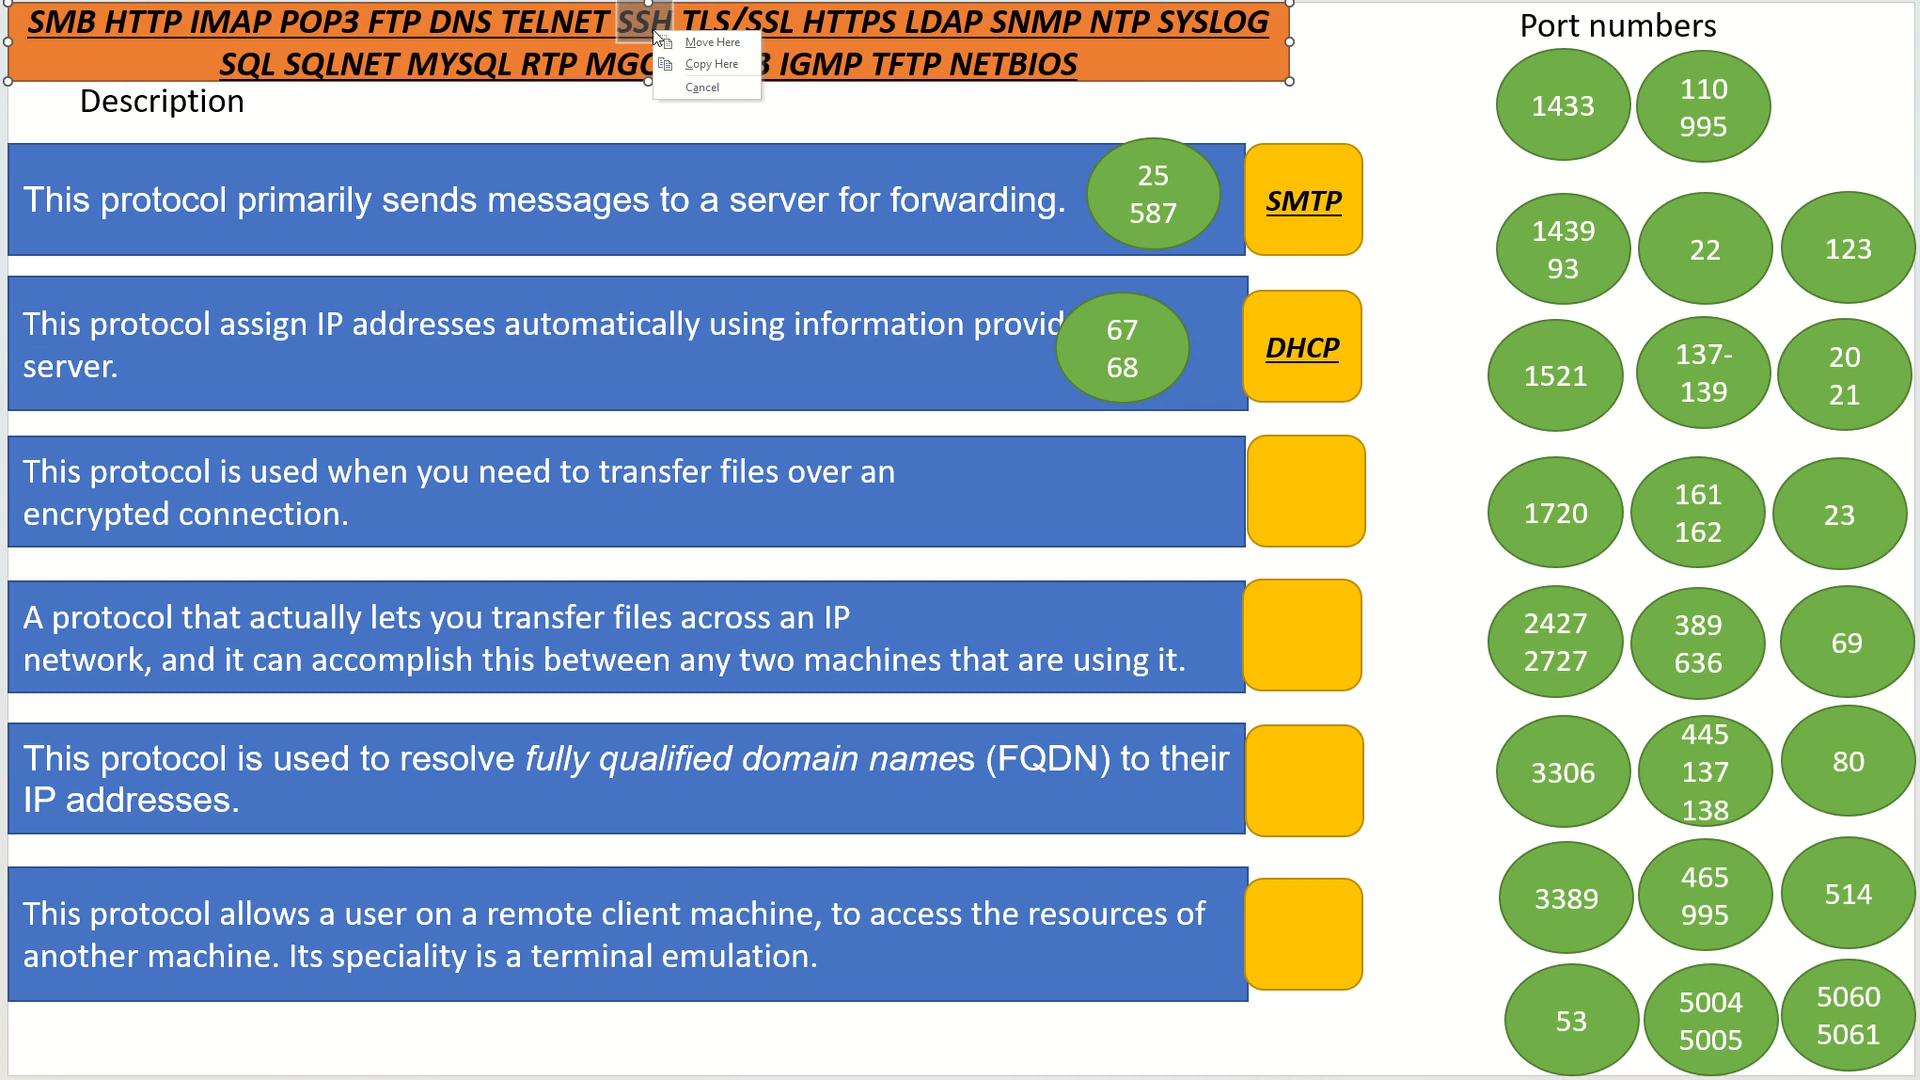 SMB HTTP IMAP POP3 FTP DNS TELNET SSH TLS/SSL HTTPS LDAP SNMP NTP SYSLOG
SQL SQLNET MYSQL RTP IGMP TFTP NETBIOS
Move Here
Copy Here
Cancel
Description
Port numbers
1433
110
995
This protocol primarily sends messages to a server for forwarding.
25
587
SMTP
1439
93
22
123
This protocol assign IP addresses automatically using information
server.
67
68
DHCP
1521
137-
139
20
21
This protocol is used when you need to transfer files over an
encrypted connection.
1720
161
162
23
A protocol that actually lets you transfer files across an IP
network, and it can accomplish this between any two machines that are using it.
2427
2727
389
636
69
This protocol is used to resolve fully qualified domain names (FQDN) to their
IP addresses.
3306
445
137
138
80
This protocol allows a user on a remote client machine, to access the resources of
another machine. Its speciality is a terminal emulation.
3389
465
995
514
53
5004
5005
5060
5061